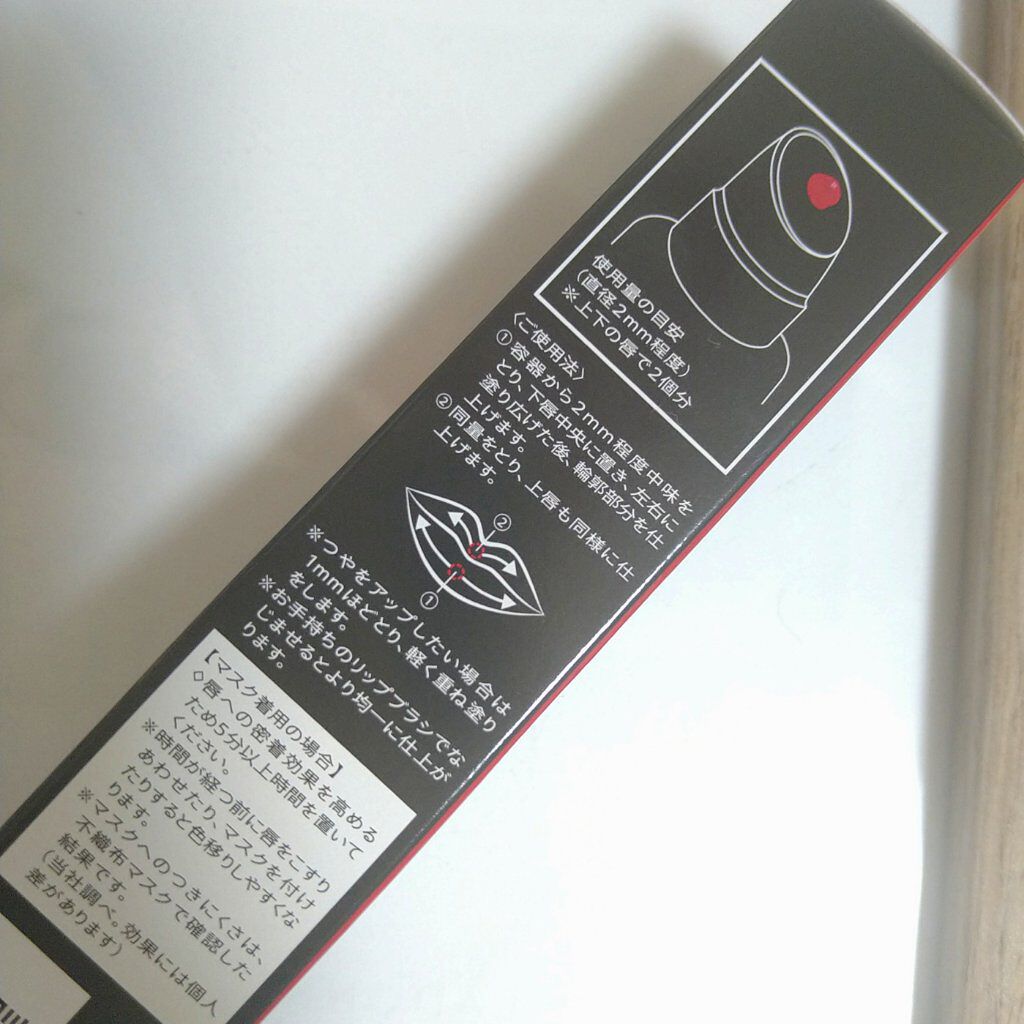 使用量の目安
（直径2mm程度）
※上下の唇で2個分
〈ご使用法〉
①容器から2mm程度中味を
とり、下唇中央に置き、左右に
塗り広げた後、輪郭部分を仕
上げます。
②同量をとり、上唇も同様に仕
上げます。
②
①
※つやをアップしたい場合は
1mmほどとり、軽く重ね塗り
をします。
※お手持ちのリップブラシでな
じませるとより均一に仕上が
ります。
【マスク着用の場合】
◇唇への密着効果を高める
ため5分以上時間を置いて
ください。
※時間が経つ前に唇をこすり
あわせたり、マスクを付け
たりすると色移りしやすくな
ります。
※マスクへのつきにくさは、
不織布マスクで確認した
結果です。
（当社調べ。効果には個人
差があります）